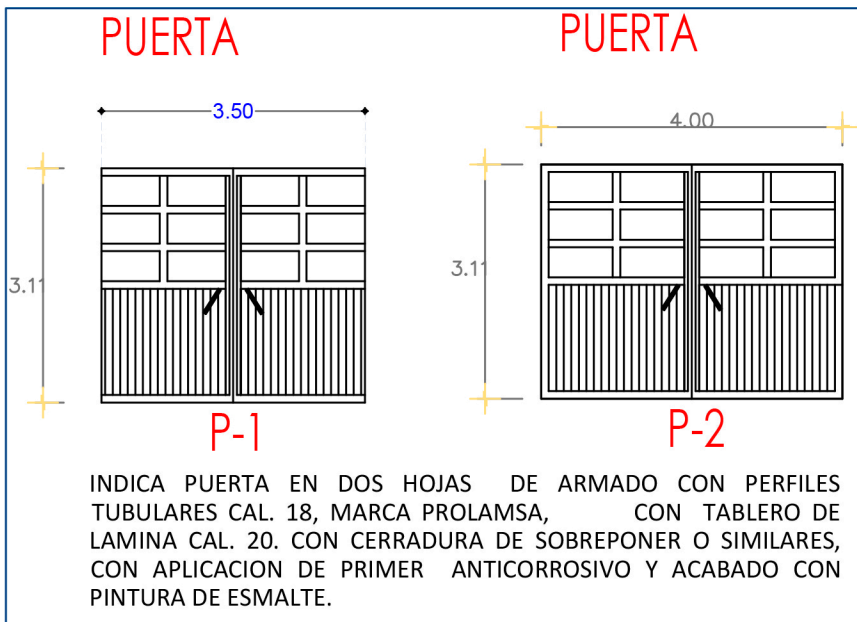 PUERTA
PUERTA
3.50
4.00
3.11
3.11
P-1
P-2
INDICA PUERTA EN DOS HOJAS DE ARMADO CON PERFILES
TUBULARES CAL. 18, MARCA PROLAMSA, CON TABLERO DE
LAMINA CAL. 20. CON CERRADURA DE SOBREPONER O SIMILARES,
CON APLICACION DE PRIMER ANTICORROSIVO Y ACABADO CON
PINTURA DE ESMALTE.